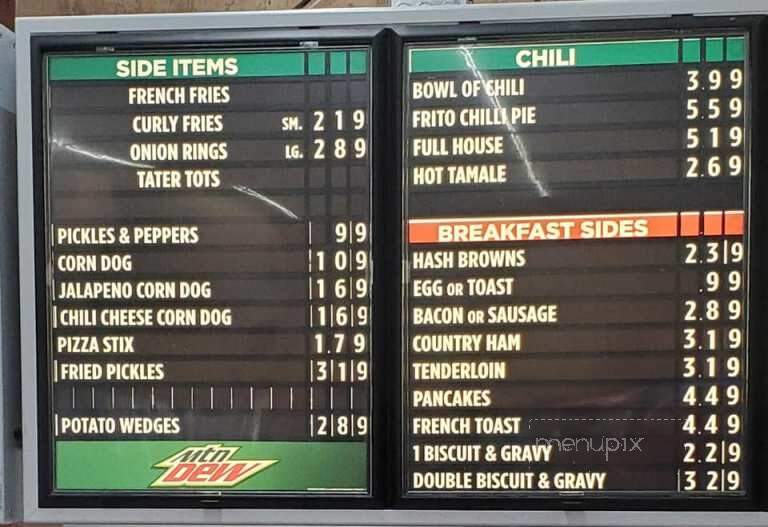 SIDE ITEMS
FRENCH FRIES
CURLY FRIES SM. 2 1 9
ONION RINGS LG. 2 8 9
TATER TOTS
PICKLES & PEPPERS 9 9
CORN DOG 1 0 9
JALAPENO CORN DOG 1 6 9
CHILI CHEESE CORN DOG 1 6 9
PIZZA STIX 1.7 9
FRIED PICKLES 3 1 9
POTATO WEDGES 2 8 9
Mtn
DEW
CHILI
BOWL OF CHILI 3.9 9
FRITO CHILLI PIE 5.5 9
FULL HOUSE 5 1 9
HOT TAMALE 2.6 9
BREAKFAST SIDES
HASH BROWNS 2.3 9
EGG OR TOAST .9 9
BACON OR SAUSAGE 2.8 9
COUNTRY HAM 3.1 9
TENDERLOIN 3.1 9
PANCAKES 4.4 9
FRENCH TOAST 4.4 9
1 BISCUIT & GRAVY 2.2 9
DOUBLE BISCUIT & GRAVY 3 2 9
menupix